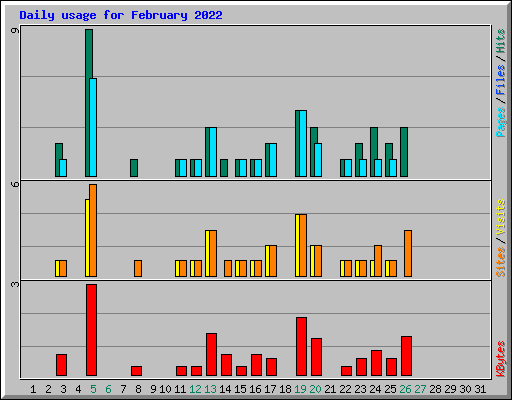 Daily usage for February 2022
9
6
3
Pages / Files / Hits
Sites / Visits
KBytes
1 2 3 4 5 6 7 8 9 10 11 12 13 14 15 16 17 18 19 20 21 22 23 24 25 26 27 28 29 30 31